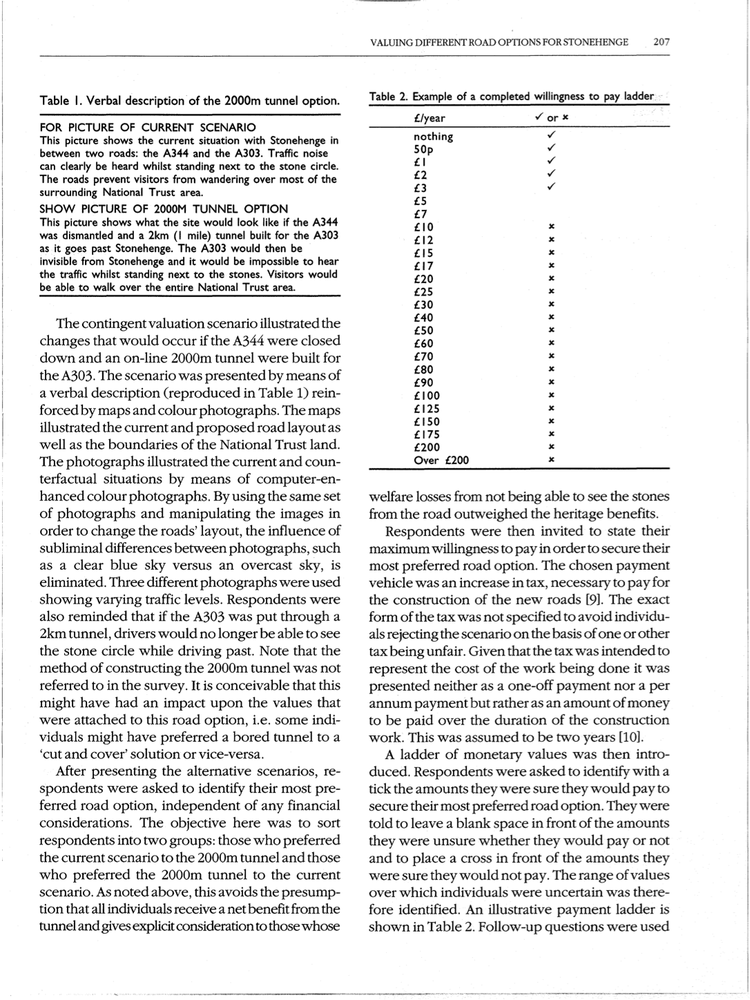 VALUING DIFFERENT ROAD OPTIONS FOR STONEHENGE 207
Table 1. Verbal description of the 2000m tunnel option.
FOR PICTURE OF CURRENT SCENARIO
This picture shows the current situation with Stonehenge in
between two roads: the A344 and the A303. Traffic noise
can clearly be heard whilst standing next to the stone circle.
The roads prevent visitors from wandering over most of the
surrounding National Trust area.
SHOW PICTURE OF 2000M TUNNEL OPTION
This picture shows what the site would look like if the A344
was dismantled and a 2km (1 mile) tunnel built for the A303
as it goes past Stonehenge. The A303 would then be
invisible from Stonehenge and it would be impossible to hear
the traffic whilst standing next to the stones. Visitors would
be able to walk over the entire National Trust area.
The contingent valuation scenario illustrated the
changes that would occur if the A344 were closed
down and an on-line 2000m tunnel were built for
the A303. The scenario was presented by means of
a verbal description (reproduced in Table 1) rein-
forced by maps and colour photographs. The maps
illustrated the current and proposed road layout as
well as the boundaries of the National Trust land.
The photographs illustrated the current and coun-
terfactual situations by means of computer-en-
hanced colour photographs. By using the same set
of photographs and manipulating the images in
order to change the roads' layout, the influence of
subliminal differences between photographs, such
as a clear blue sky versus an overcast sky, is
eliminated. Three different photographs were used
showing varying traffic levels. Respondents were
also reminded that if the A303 was put through a
2km tunnel, drivers would no longer be able to see
the stone circle while driving past. Note that the
method of constructing the 2000m tunnel was not
referred to in the survey. It is conceivable that this
might have had an impact upon the values that
were attached to this road option, i.e. some indi-
viduals might have preferred a bored tunnel to a
'cut and cover' solution or vice-versa.
After presenting the alternative scenarios, re-
spondents were asked to identify their most pre-
ferred road option, independent of any financial
considerations. The objective here was to sort
respondents into two groups: those who preferred
the current scenario to the 2000m tunnel and those
who preferred the 2000m tunnel to the current
scenario. As noted above, this avoids the presump-
tion that all individuals receive a net benefit from the
tunnel and gives explicit consideration to those whose
Table 2. Example of a completed willingness to pay ladder
£/year ✓ or ×
nothing ✓
50p ✓
£1 ✓
£2 ✓
£3 ✓
£5
£7
£10 ×
£12 ×
£15 ×
£17 ×
£20 ×
£25 ×
£30 ×
£40 ×
£50 ×
£60 ×
£70 ×
£80 ×
£90 ×
£100 ×
£125 ×
£150 ×
£175 ×
£200 ×
Over £200 ×
welfare losses from not being able to see the stones
from the road outweighed the heritage benefits.
Respondents were then invited to state their
maximum willingness to pay in order to secure their
most preferred road option. The chosen payment
vehicle was an increase in tax, necessary to pay for
the construction of the new roads [9]. The exact
form of the tax was not specified to avoid individu-
als rejecting the scenario on the basis of one or other
tax being unfair. Given that the tax was intended to
represent the cost of the work being done it was
presented neither as a one-off payment nor a per
annum payment but rather as an amount of money
to be paid over the duration of the construction
work. This was assumed to be two years [10].
A ladder of monetary values was then intro-
duced. Respondents were asked to identify with a
tick the amounts they were sure they would pay to
secure their most preferred road option. They were
told to leave a blank space in front of the amounts
they were unsure whether they would pay or not
and to place a cross in front of the amounts they
were sure they would not pay. The range of values
over which individuals were uncertain was there-
fore identified. An illustrative payment ladder is
shown in Table 2. Follow-up questions were used